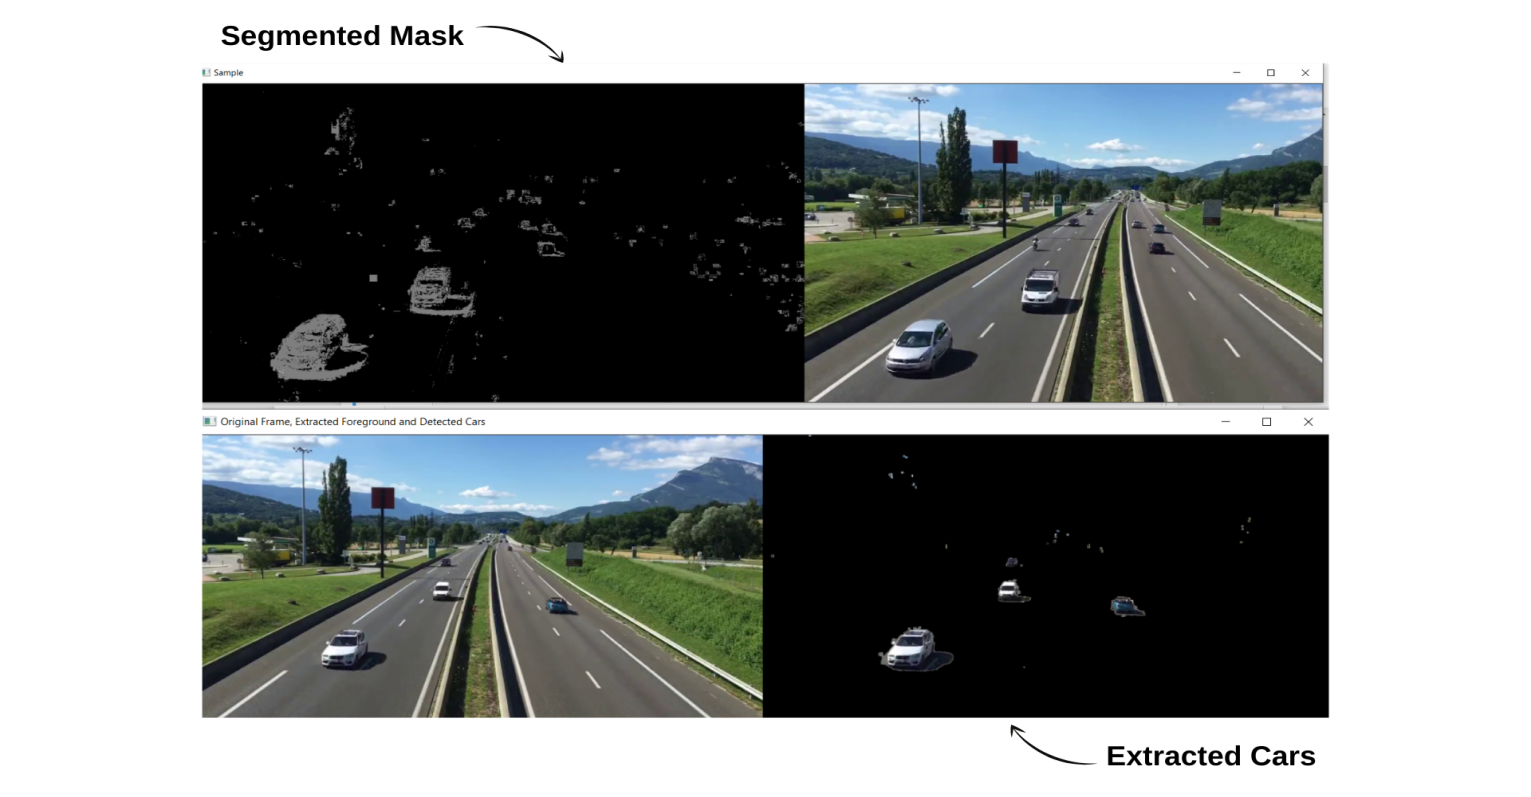 Segmented Mask
Sample
Original Frame, Extracted Foreground and Detected Cars
Extracted Cars